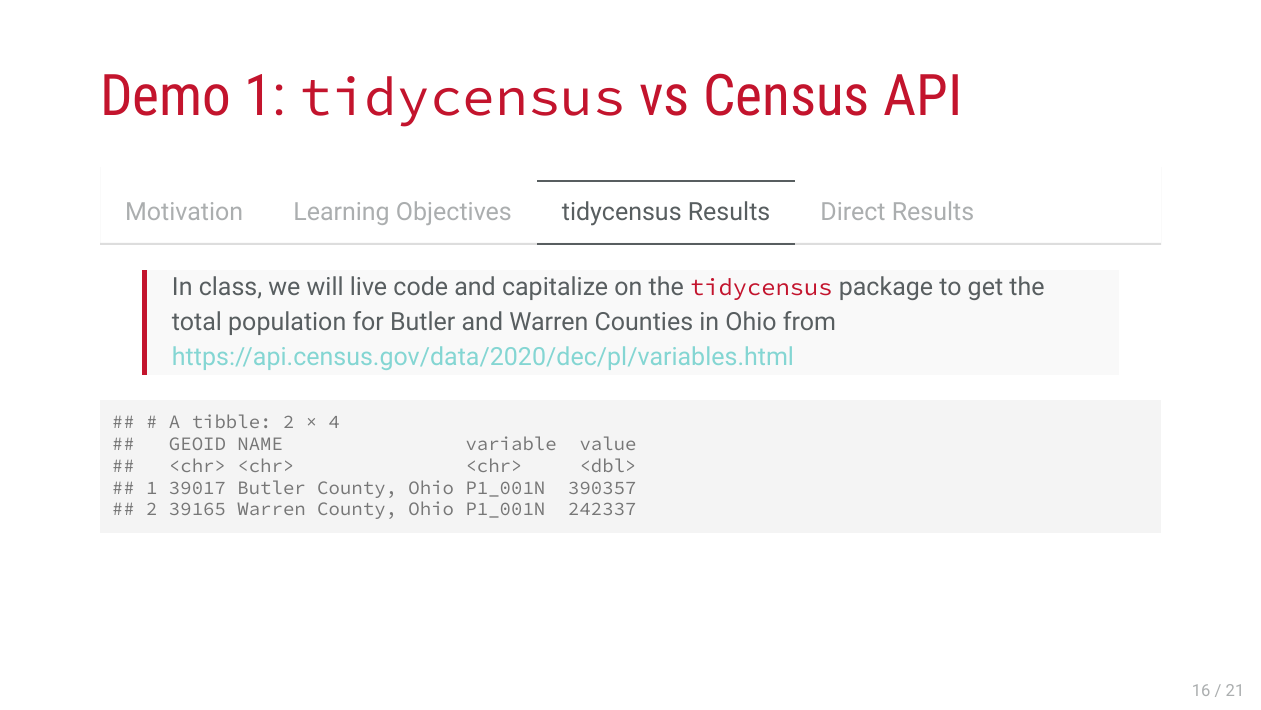 Demo 1: tidycensus vs Census API
Motivation Learning Objectives tidycensus Results Direct Results
In class, we will live code and capitalize on the tidycensus package to get the
total population for Butler and Warren Counties in Ohio from
https://api.census.gov/data/2020/dec/pl/variables.html
## # A tibble: 2 × 4
##   GEOID NAME                variable  value
##   <chr> <chr>               <chr>     <dbl>
## 1 39017 Butler County, Ohio P1_001N  390357
## 2 39165 Warren County, Ohio P1_001N  242337
16 / 21